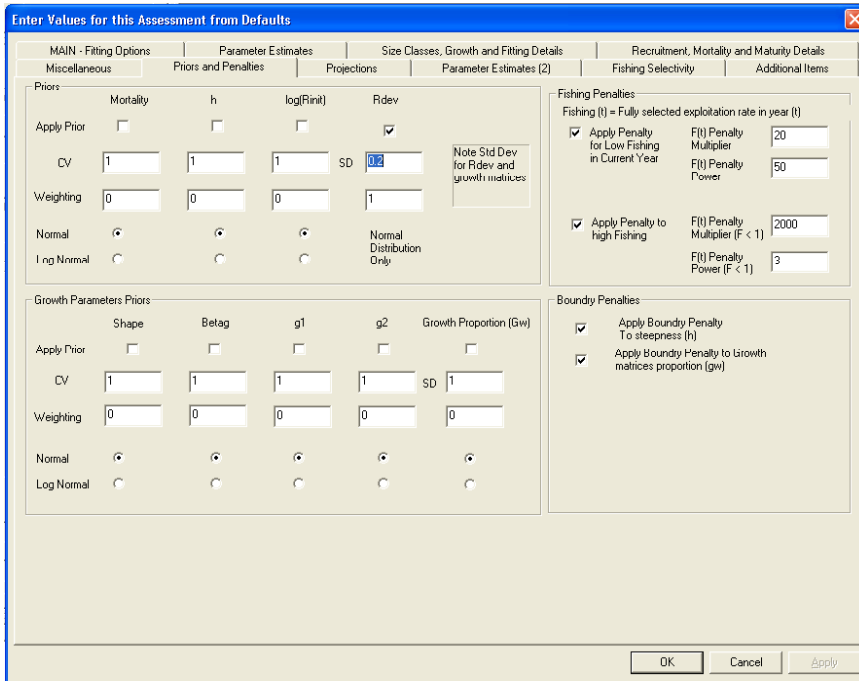 Enter Values for this Assessment from Defaults
MAIN - Fitting Options
Parameter Estimates
Size Classes, Growth and Fitting Details
Recruitment, Mortality and Maturity Details
Miscellaneous
Priors and Penalties
Projections
Parameter Estimates (2)
Fishing Selectivity
Additional Items
Priors
Mortality h log(Rinit) Rdev
Apply Prior
CV 1 1 1 SD 0.2
Weighting 0 0 0 1
Normal
Log Normal
Normal
Distribution
Only
Note Std Dev
for Rdev and
growth matrices
Fishing Penalties
Fishing (t) = Fully selected exploitation rate in year (t)
Apply Penalty
for Low Fishing
in Current Year
F(t) Penalty
Multiplier
20
F(t) Penalty
Power
50
Apply Penalty to
high Fishing
F(t) Penalty
Multiplier (F < 1)
2000
F(t) Penalty
Power (F < 1)
3
Growth Parameters Priors
Shape Betag g1 g2 Growth Proportion (Gw)
Apply Prior
CV 1 1 1 1 SD 1
Weighting 0 0 0 0 0
Normal
Log Normal
Boundry Penalties
Apply Boundry Penalty
To steepness (h)
Apply Boundry Penalty to Growth
matrices proportion (gw)
OK
Cancel
Apply